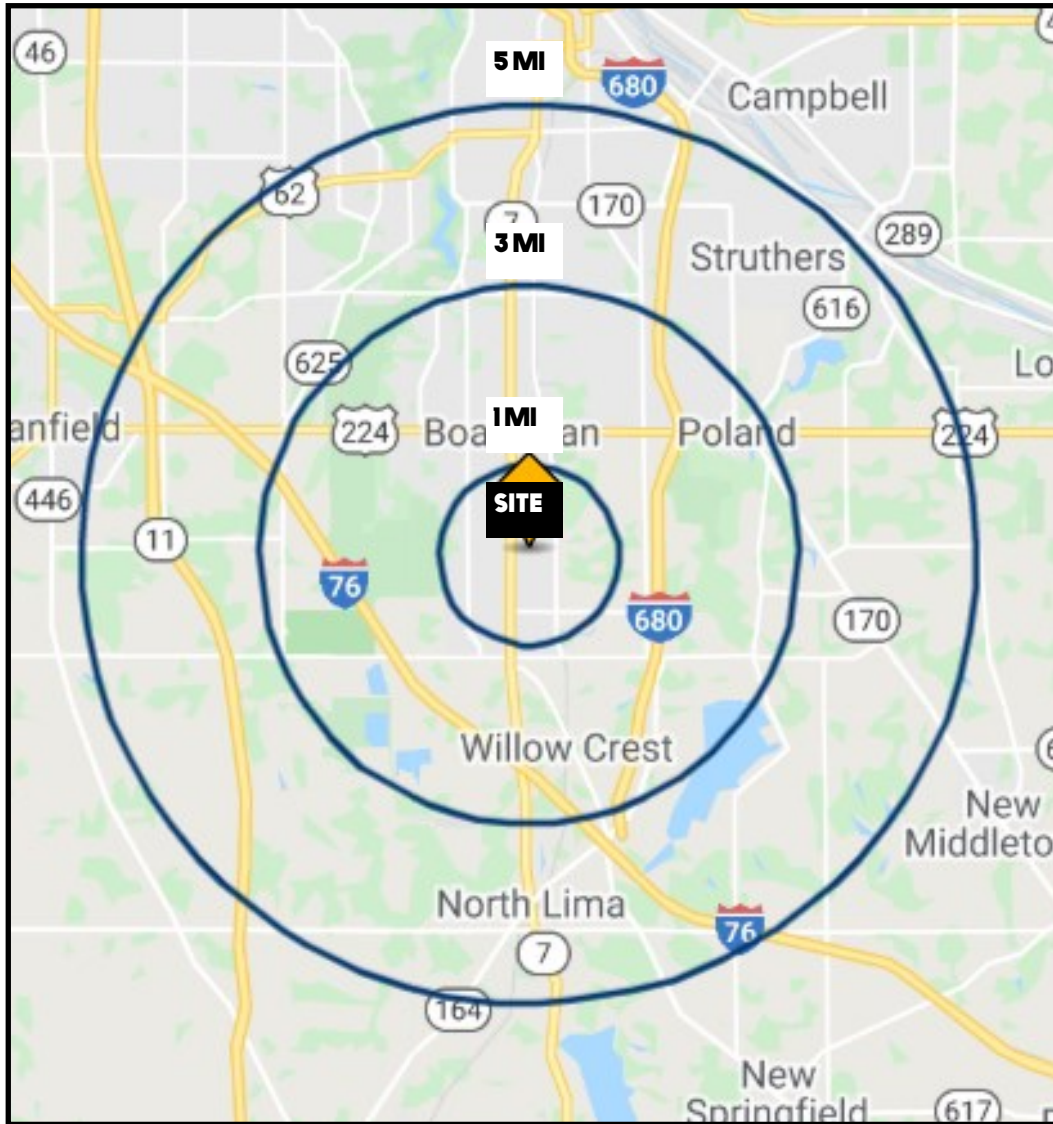 46
5 MI
680
Campbell
62
7
170
289
3 MI
Struthers
616
625
Lo
anfield
224
1 MI
Poland
224
446
SITE
11
76
680
170
Willow Crest
New
Middleto
North Lima
76
7
164
New
Springfield
617